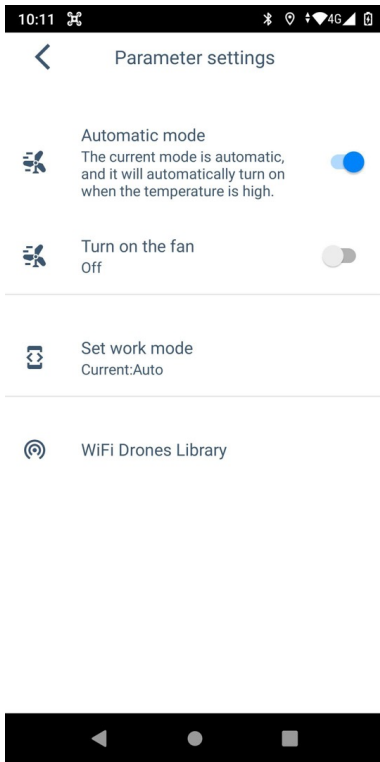 10:11
4G
Parameter settings
Automatic mode
The current mode is automatic,
and it will automatically turn on
when the temperature is high.
Turn on the fan
Off
Set work mode
Current:Auto
WiFi Drones Library